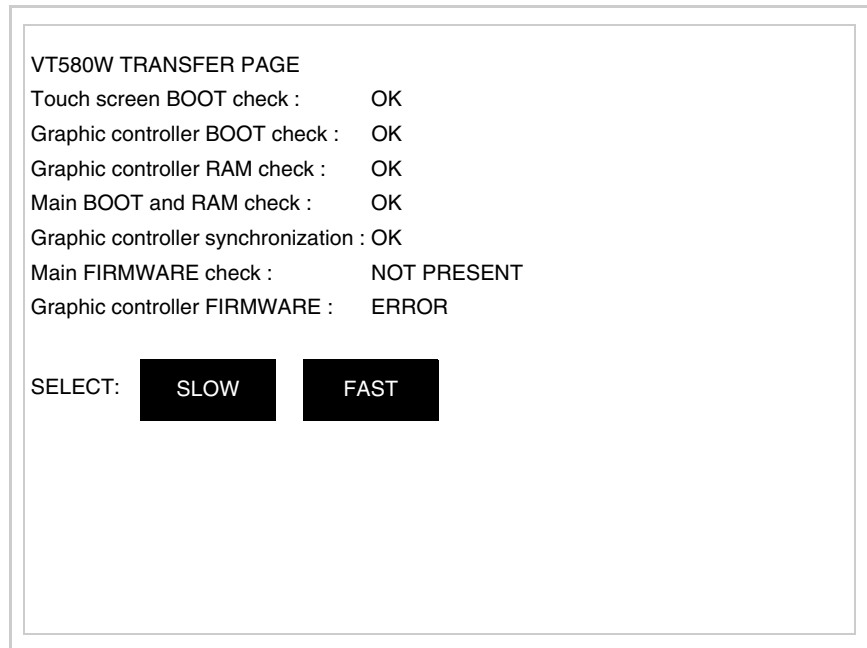 VT580W TRANSFER PAGE
Touch screen BOOT check : OK
Graphic controller BOOT check : OK
Graphic controller RAM check : OK
Main BOOT and RAM check : OK
Graphic controller synchronization : OK
Main FIRMWARE check : NOT PRESENT
Graphic controller FIRMWARE : ERROR
SELECT: SLOW FAST